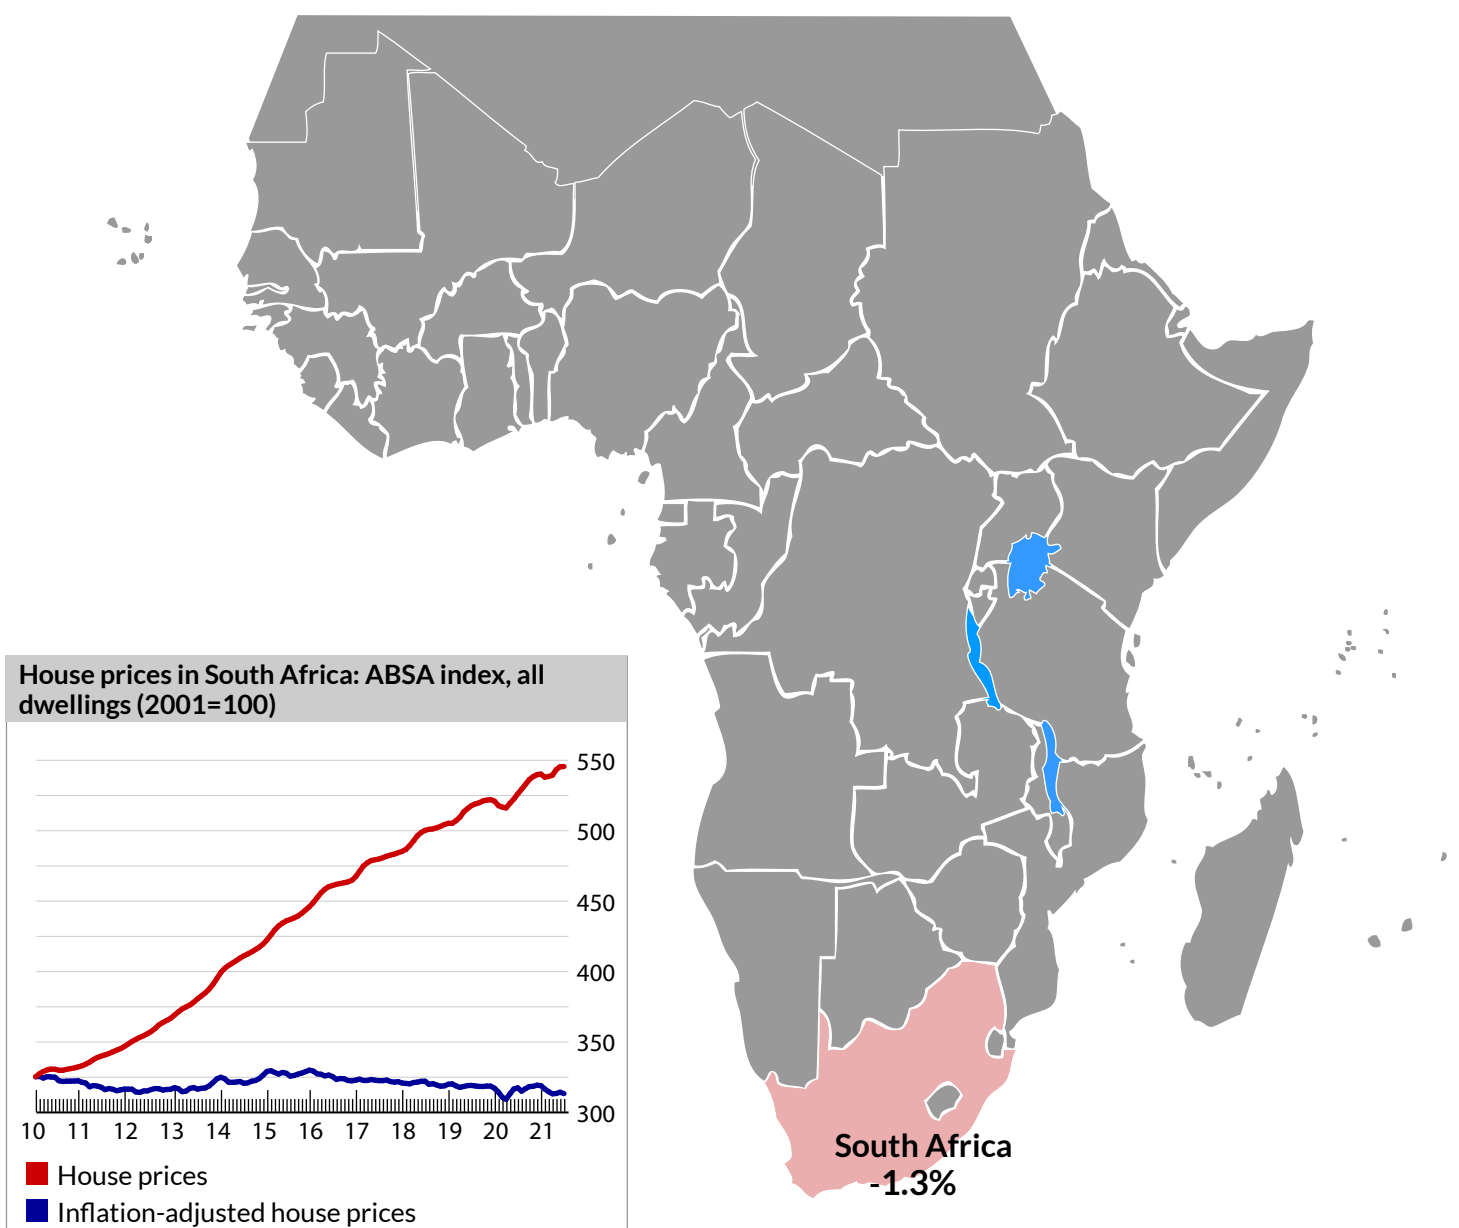 House prices in South Africa: ABSA index, all
dwellings (2001=100)
550
500
450
400
350
300
10 11 12 13 14 15 16 17 18 19 20 21
House prices
Inflation-adjusted house prices
South Africa
-1.3%